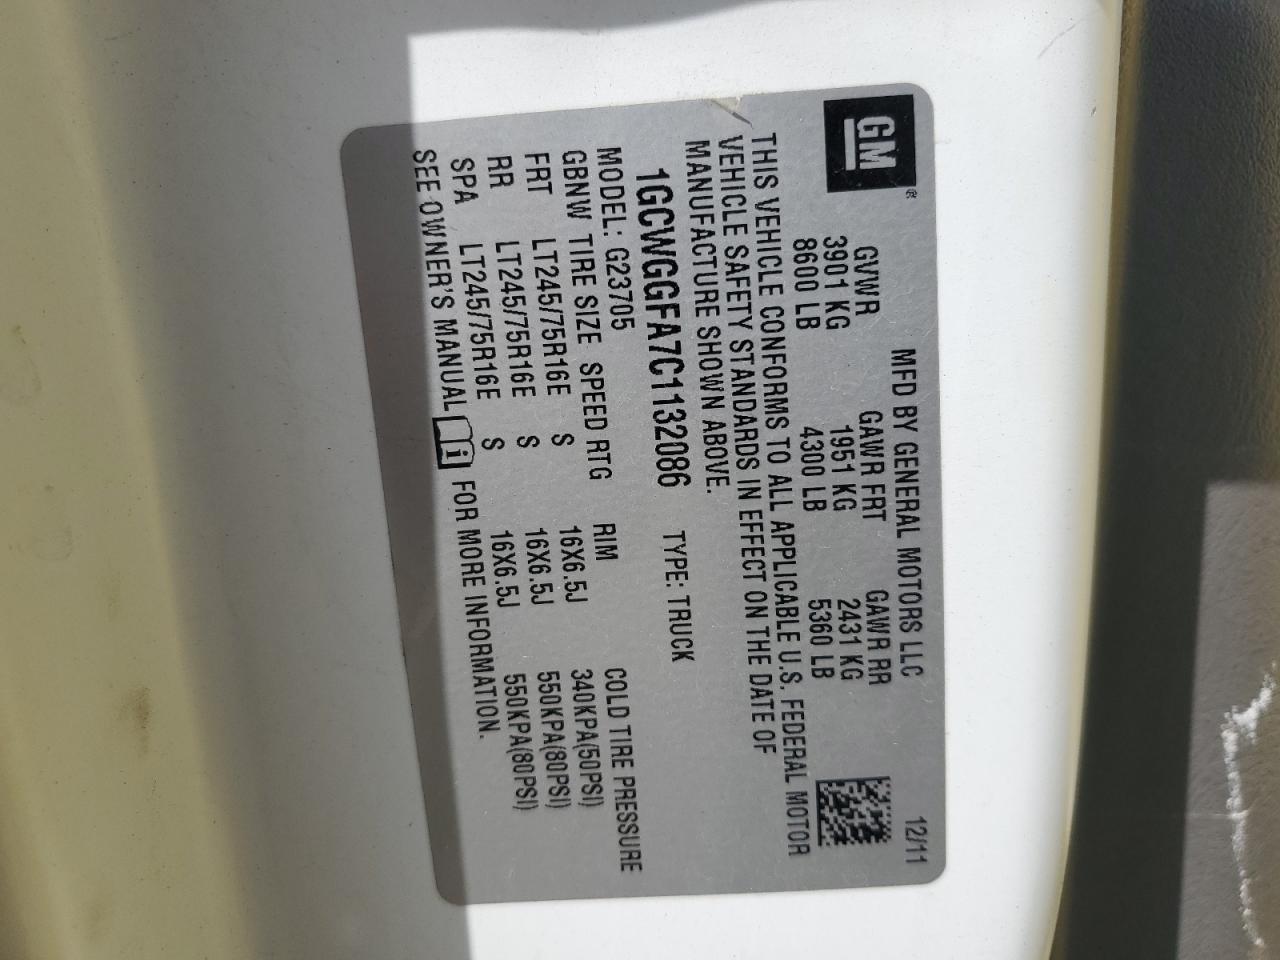 GM®
MFD BY GENERAL MOTORS LLC 12/11
GVWR GAWR FRT GAWR RR
3901 KG 1951 KG 2431 KG
8600 LB 4300 LB 5360 LB
THIS VEHICLE CONFORMS TO ALL APPLICABLE U.S. FEDERAL MOTOR
VEHICLE SAFETY STANDARDS IN EFFECT ON THE DATE OF
MANUFACTURE SHOWN ABOVE.
1GCWGGFA7C1132086 TYPE: TRUCK
MODEL: G23705
GBNW TIRE SIZE SPEED RTG RIM COLD TIRE PRESSURE
FRT LT245/75R16E S 16X6.5J 340KPA(50PSI)
RR LT245/75R16E S 16X6.5J 550KPA(80PSI)
SPA LT245/75R16E S 16X6.5J 550KPA(80PSI)
SEE OWNER'S MANUAL i FOR MORE INFORMATION.